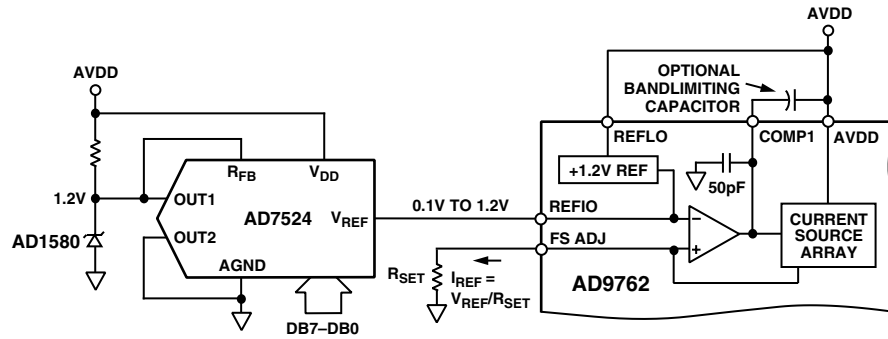 AVDD
OPTIONAL
BANDLIMITING
CAPACITOR
AVDD
REFLO
COMP1
AVDD
RFB
VDD
+1.2V REF
50pF
1.2V
OUT1
AD7524
VREF
0.1V TO 1.2V
REFIO
–
CURRENT
SOURCE
ARRAY
AD1580
OUT2
FS ADJ
+
AGND
RSET
IREF =
VREF/RSET
AD9762
DB7–DB0